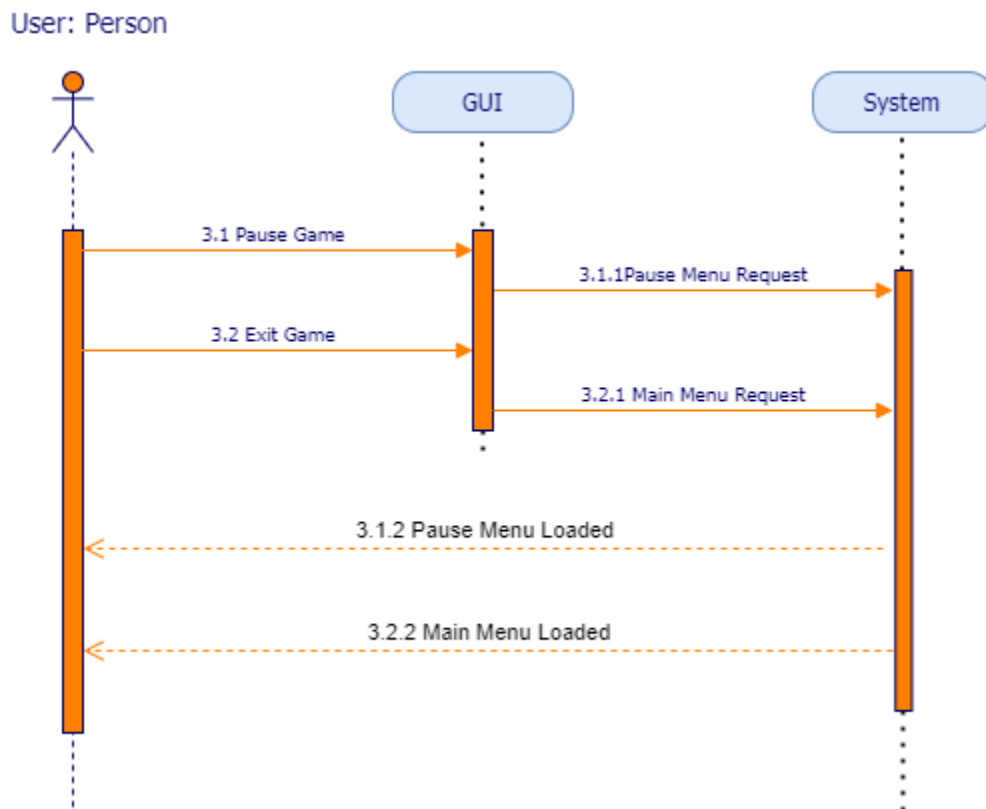 User: Person
GUI
System
3.1 Pause Game
3.1.1Pause Menu Request
3.2 Exit Game
3.2.1 Main Menu Request
3.1.2 Pause Menu Loaded
3.2.2 Main Menu Loaded